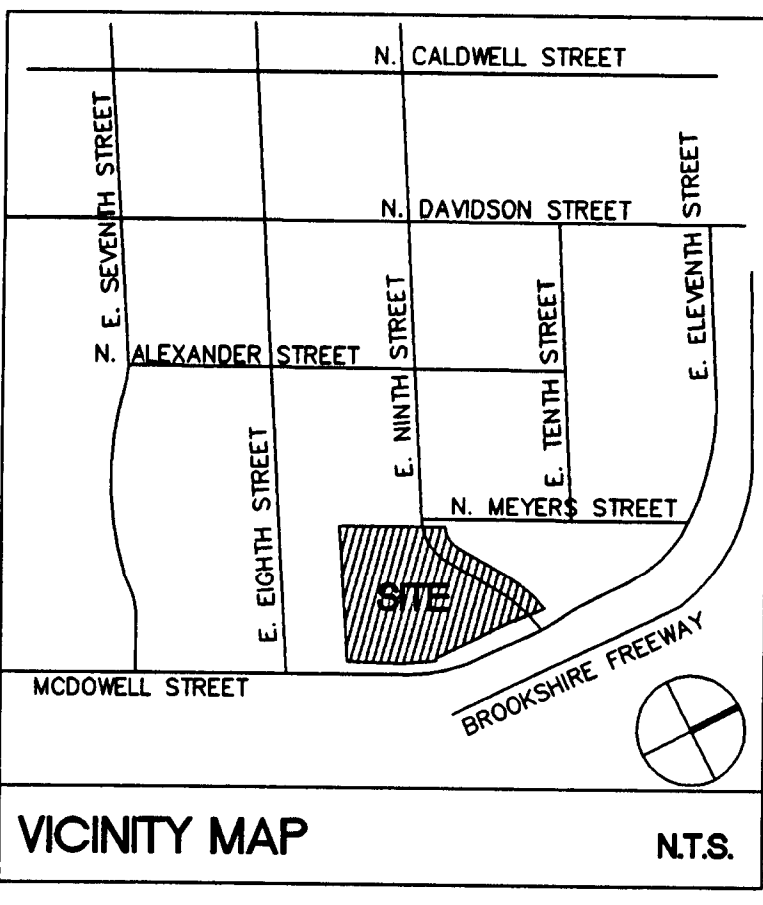 N. CALDWELL STREET
E. SEVENTH STREET
E. ELEVENTH STREET
N. DAVIDSON STREET
E. NINTH STREET
E. TENTH STREET
N. ALEXANDER STREET
E. EIGHTH STREET
N. MEYERS STREET
SITE
MCDOWELL STREET
BROOKSHIRE FREEWAY
VICINITY MAP
N.T.S.